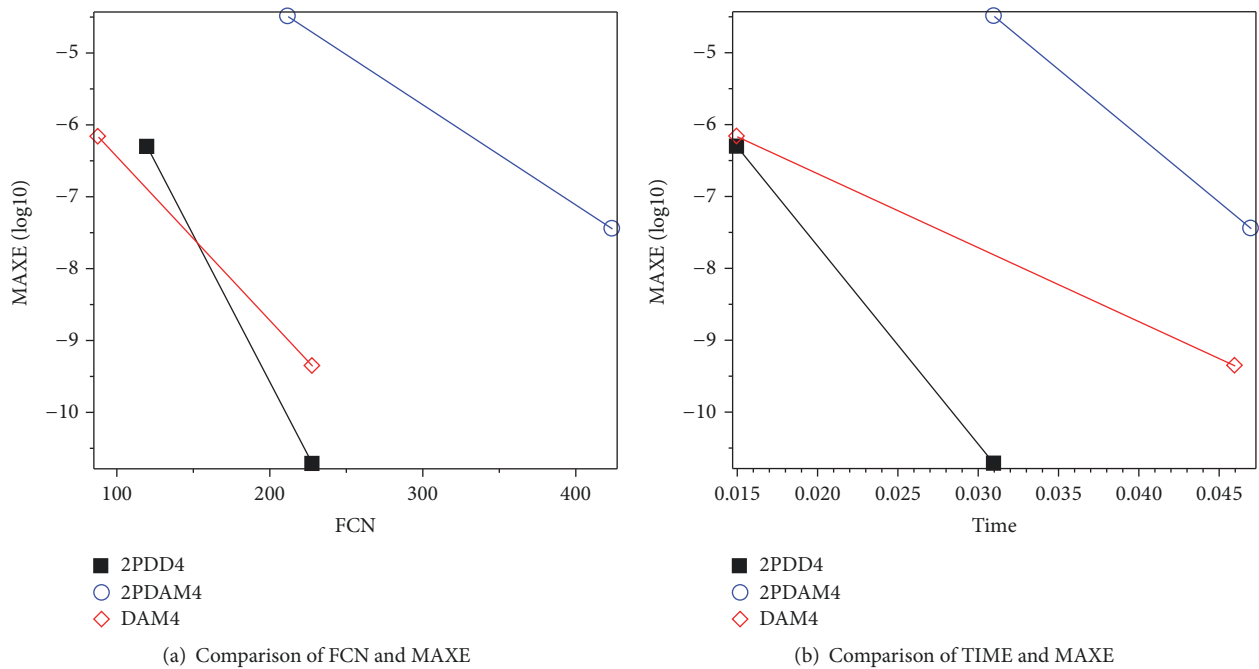 −5
−6
−7
−8
−9
−10
MAXE (log10)
100
200
300
400
FCN
2PDD4
2PDAM4
DAM4
(a) Comparison of FCN and MAXE
−5
−6
−7
−8
−9
−10
MAXE (log10)
0.015
0.020
0.025
0.030
0.035
0.040
0.045
Time
2PDD4
2PDAM4
DAM4
(b) Comparison of TIME and MAXE